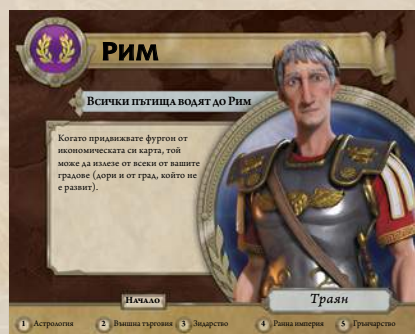 Рим
Всички пътища водят до Рим
Когато придвижвате фургон от
икономическата си карта, той
може да излезе от всеки от вашите
градове (дори и от град, който не
е развит).
Начало
Траян
1 Астрология 2 Външна търговия 3 Зидарство 4 Ранна империя 5 Грънчарство